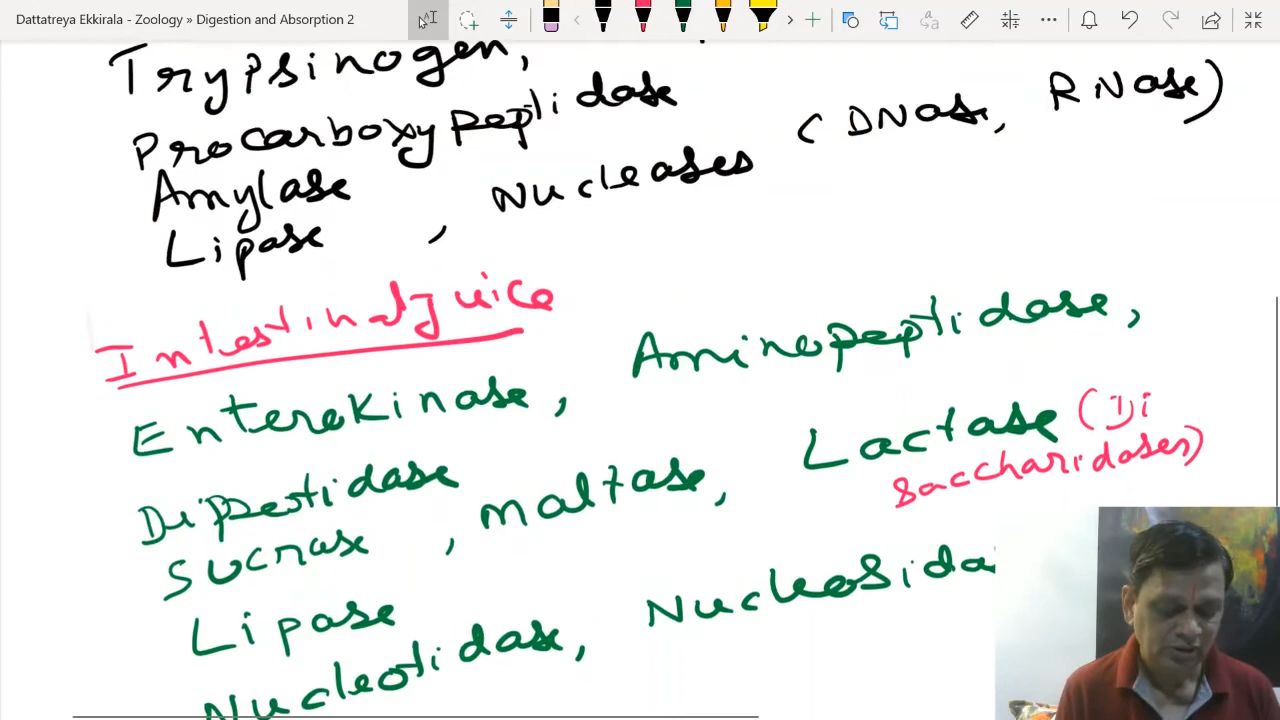 Dattatreya Ekkirala - Zoology » Digestion and Absorption 2
Trypsinogen,
Procarboxypeptidase
Amylase
Lipase , Nucleases (DNase, RNase)
Intestinal juice
Enterokinase, Aminopeptidase,
Dipeptidase
Sucrase , maltase, Lactase (Di
saccharidases)
Lipase
Nucleotidase, Nucleosida